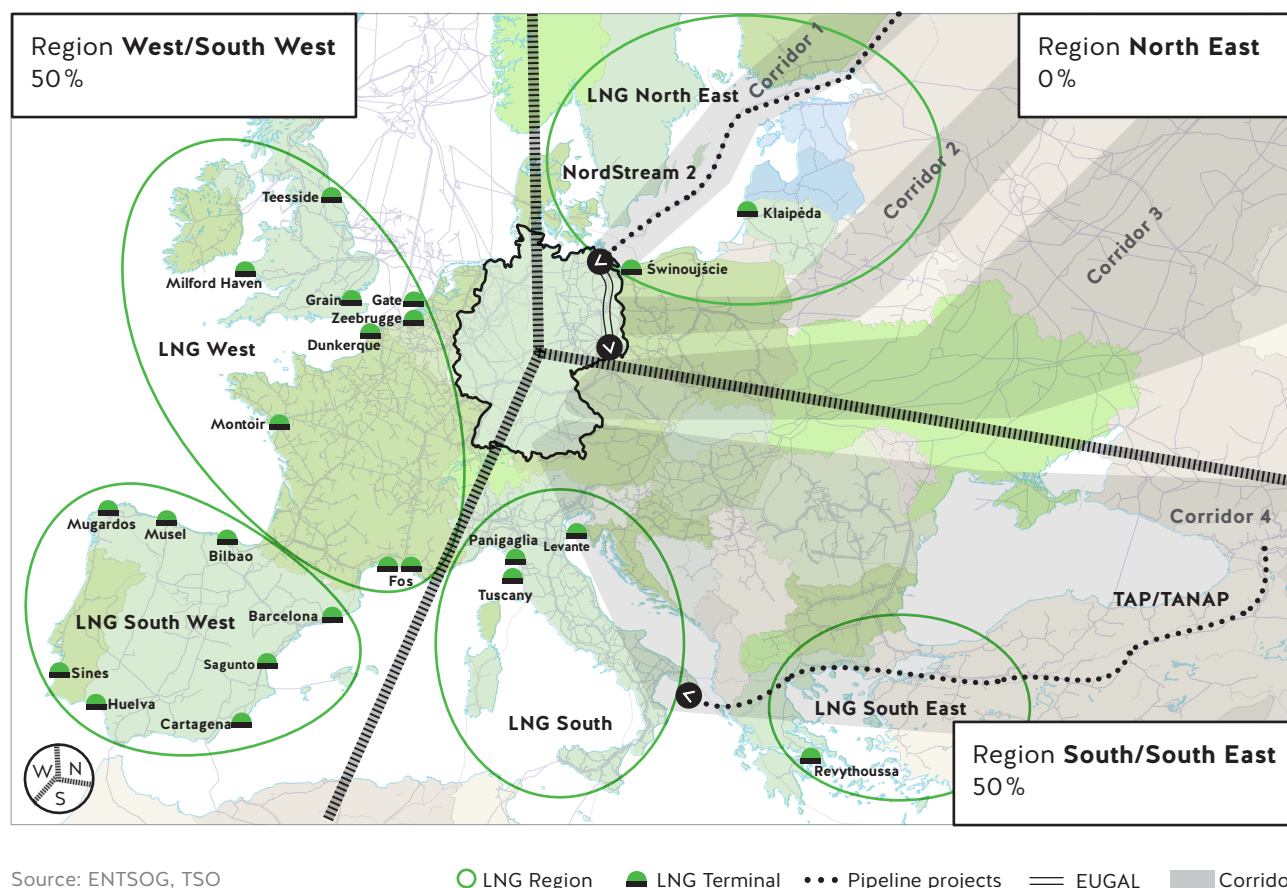 Region West/South West
50%
Region North East
0%
Corridor 1
LNG North East
NordStream 2
Corridor 2
Corridor 3
Klaipėda
Świnoujście
Teesside
Milford Haven
Grain
Gate
Zeebrugge
Dunkerque
LNG West
Montoir
Mugardos
Musel
Bilbao
Fos
Panigaglia
Levante
Tuscany
Corridor 4
TAP/TANAP
LNG South West
Barcelona
Sines
Sagunto
Huelva
Cartagena
LNG South
LNG South East
Revythoussa
Region South/South East
50%
W N
S
Source: ENTSOG, TSO
LNG Region LNG Terminal Pipeline projects EUGAL Corrido